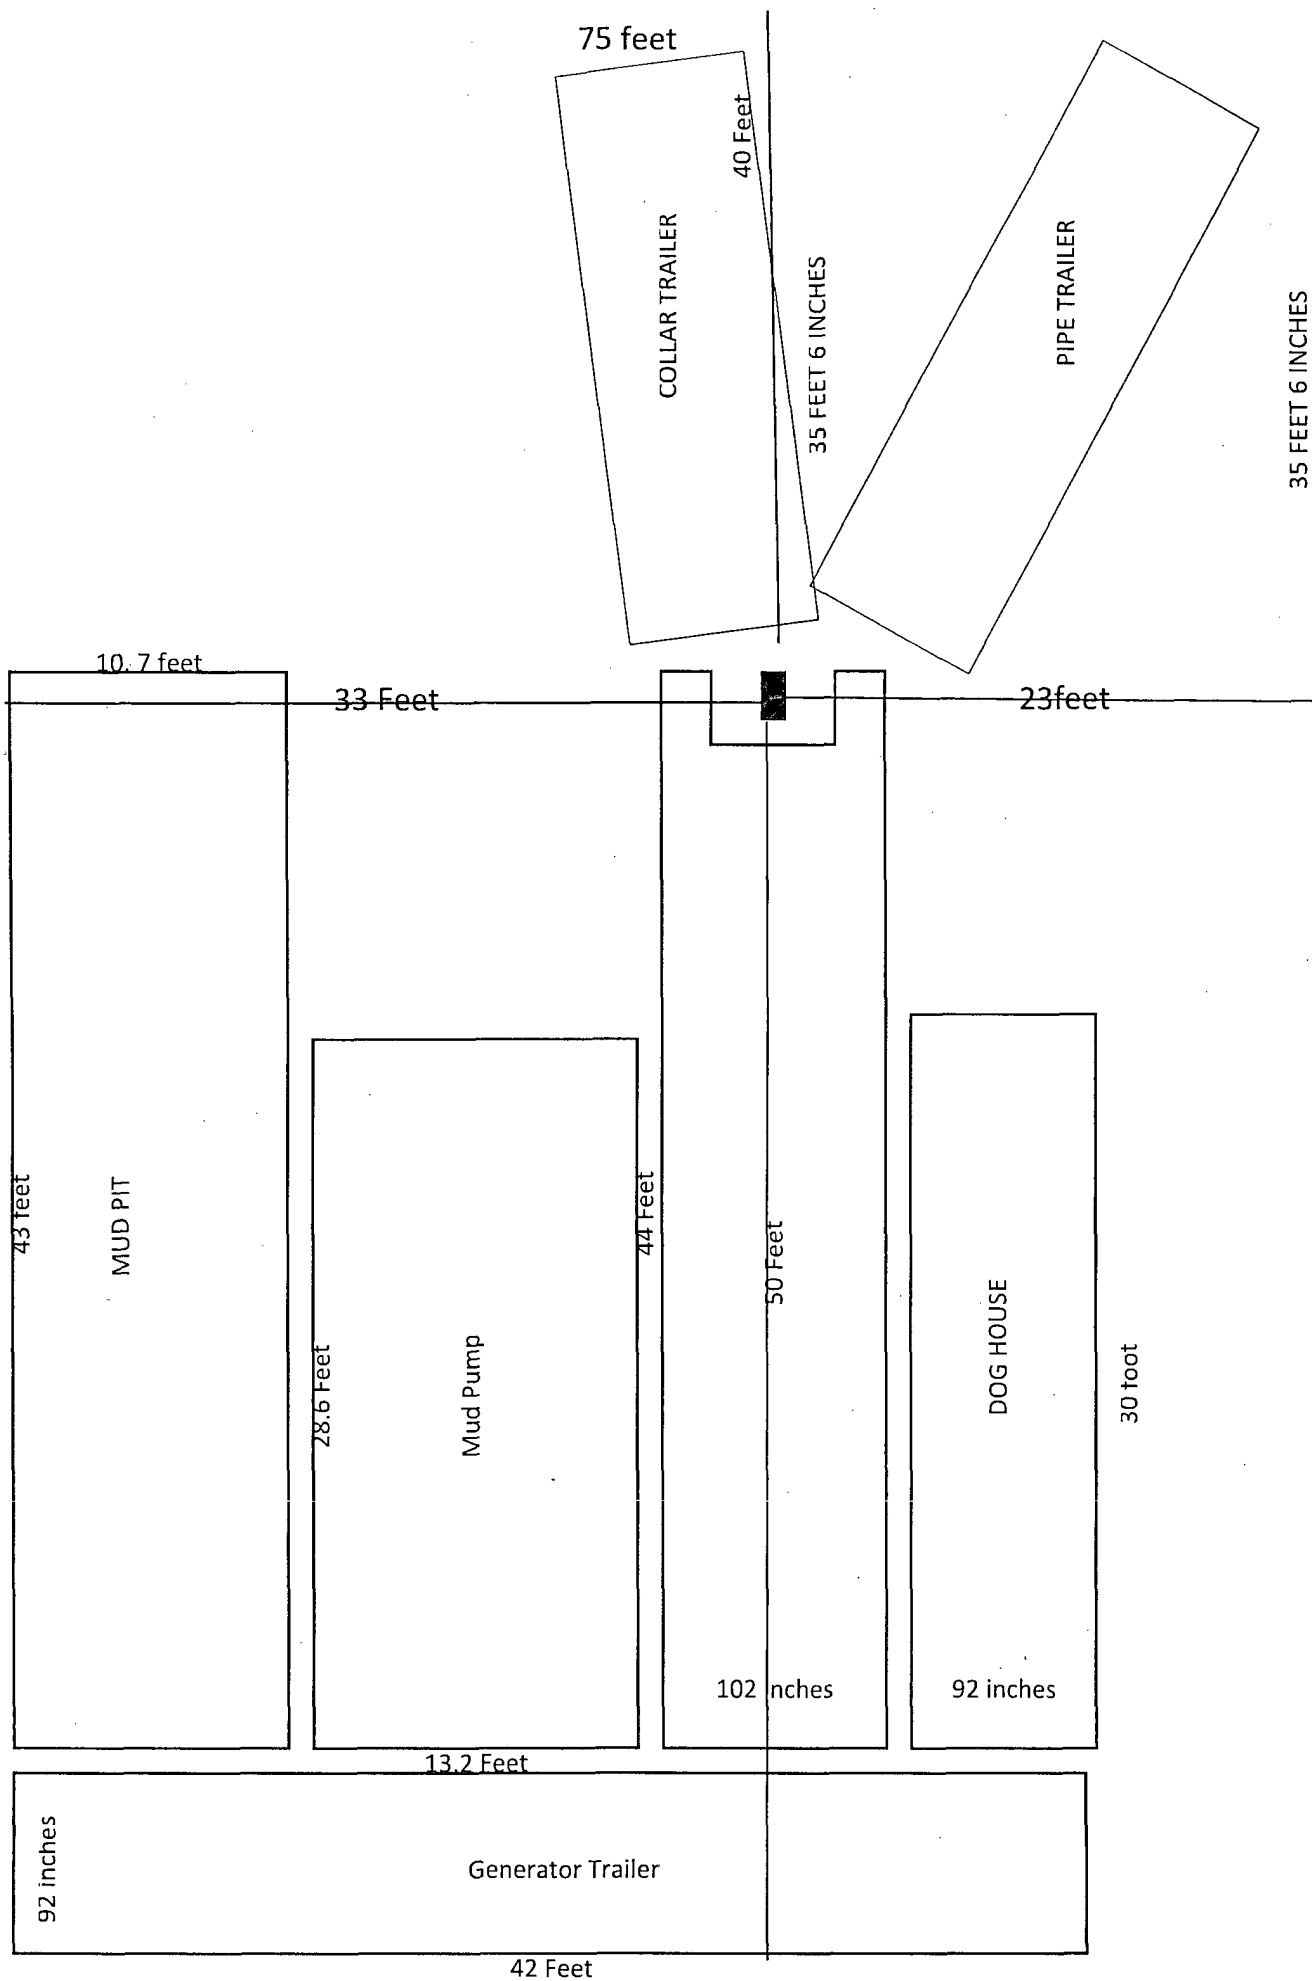 75 feet
40 Feet
COLLAR TRAILER
35 FEET 6 INCHES
PIPE TRAILER
35 FEET 6 INCHES
10. 7 feet
33 Feet
23feet
43 feet
MUD PIT
28.6 Feet
Mud Pump
44 Feet
50 Feet
DOG HOUSE
30 foot
102 inches
92 inches
13.2 Feet
92 inches
Generator Trailer
42 Feet